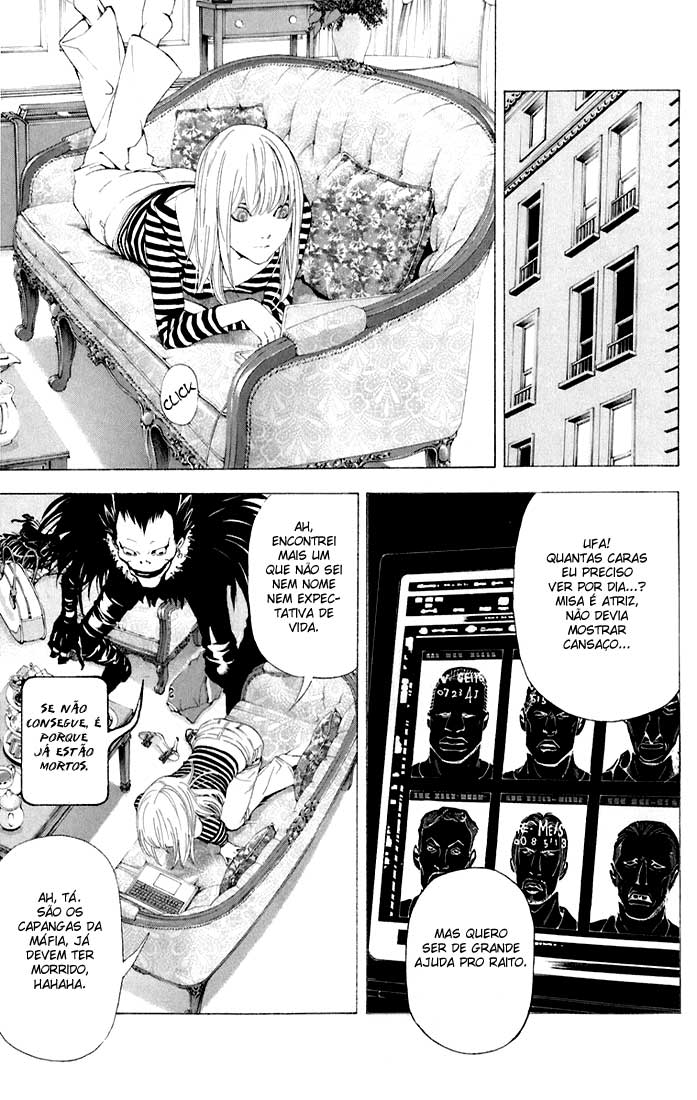 CLICK
UFA!
QUANTAS CARAS
EU PRECISO
VER POR DIA...?
MISA É ATRIZ,
NÃO DEVIA
MOSTRAR
CANSAÇO...
MAS QUERO
SER DE GRANDE
AJUDA PRO RAITO.
AH,
ENCONTREI
MAIS UM
QUE NÃO SEI
NEM NOME
NEM EXPEC-
TATIVA DE
VIDA.
SE NÃO
CONSEGUE, É
PORQUE
JÁ ESTÃO
MORTOS.
AH, TÁ.
SÃO OS
CAPANGAS DA
MÁFIA, JÁ
DEVEM TER
MORRIDO,
HAHAHA.